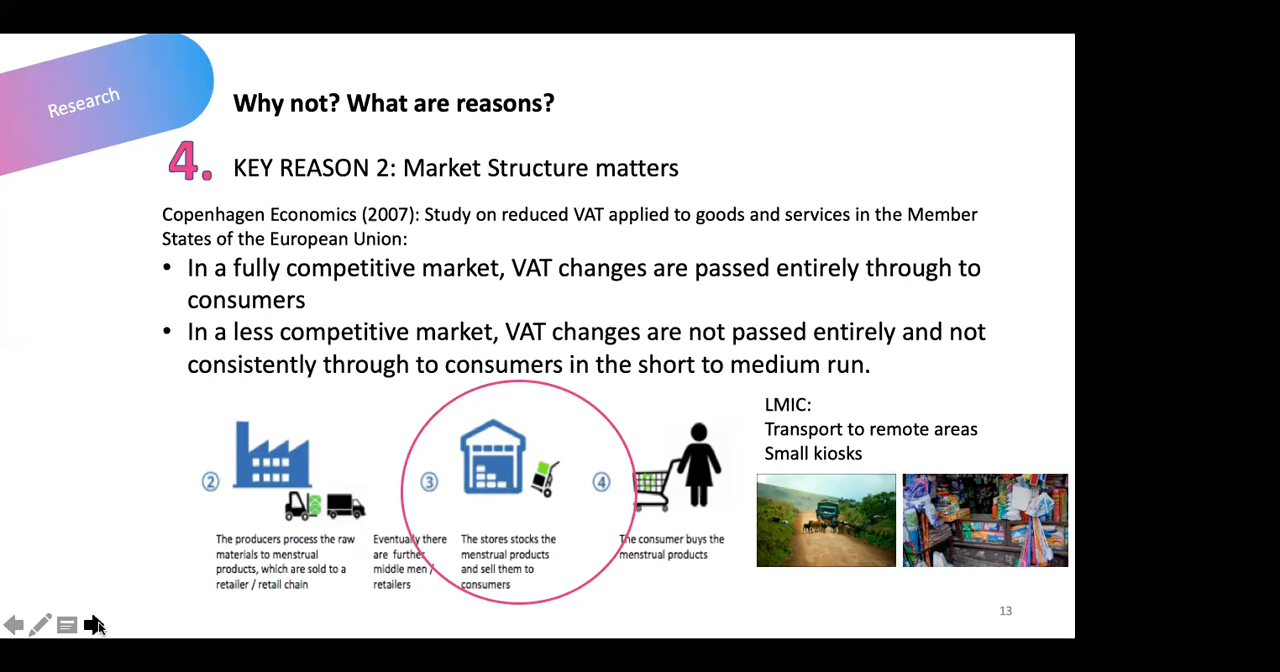 Research
Why not? What are reasons?
4. KEY REASON 2: Market Structure matters
Copenhagen Economics (2007): Study on reduced VAT applied to goods and services in the Member
States of the European Union:
• In a fully competitive market, VAT changes are passed entirely through to
consumers
• In a less competitive market, VAT changes are not passed entirely and not
consistently through to consumers in the short to medium run.
LMIC:
Transport to remote areas
Small kiosks
②
The producers process the raw
materials to menstrual
products, which are sold to a
retailer / retail chain
③
Eventually there
are further
middle men /
retailers
The stores stocks the
menstrual products
and sell them to
consumers
④
The consumer buys the
menstrual products
13